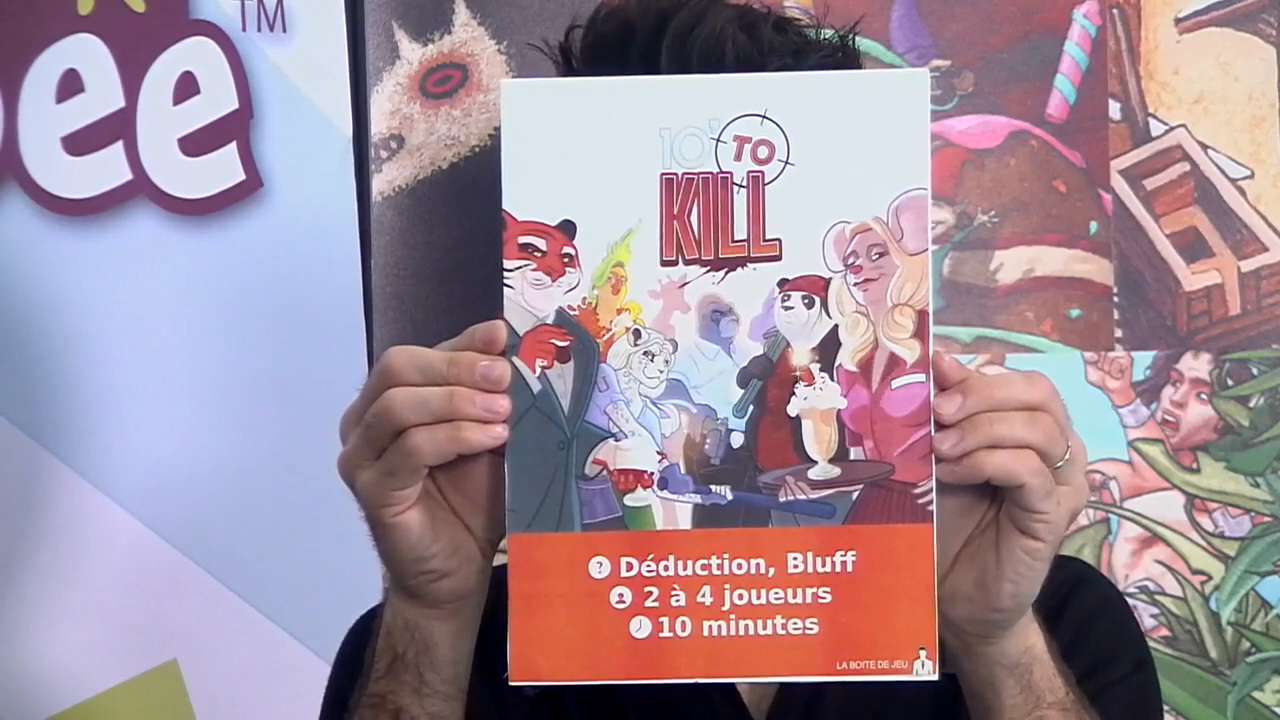 ee
TM
10' TO
KILL
Déduction, Bluff
2 à 4 joueurs
10 minutes
LA BOITE DE JEU